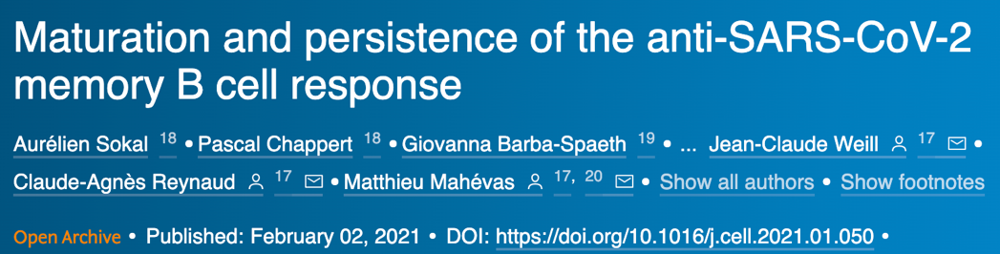 Maturation and persistence of the anti-SARS-CoV-2
memory B cell response
Aurélien Sokal 18 • Pascal Chappert 18 • Giovanna Barba-Spaeth 19 • ... Jean-Claude Weill 17 •
Claude-Agnès Reynaud 17 • Matthieu Mahévas 17, 20 • Show all authors • Show footnotes
Open Archive • Published: February 02, 2021 • DOI: https://doi.org/10.1016/j.cell.2021.01.050 •